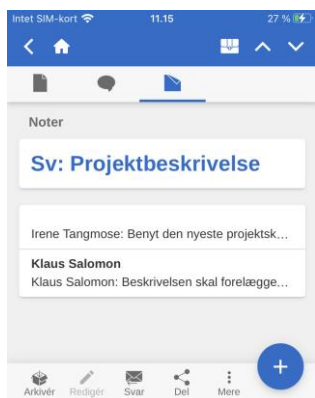 Intet SIM-kort 11.15 27 %
Noter
Sv: Projektbeskrivelse
Irene Tangmose: Benyt den nyeste projektsk...
Klaus Salomon
Klaus Salomon: Beskrivelsen skal forelægge...
Arkivér Redigér Svar Del Mere